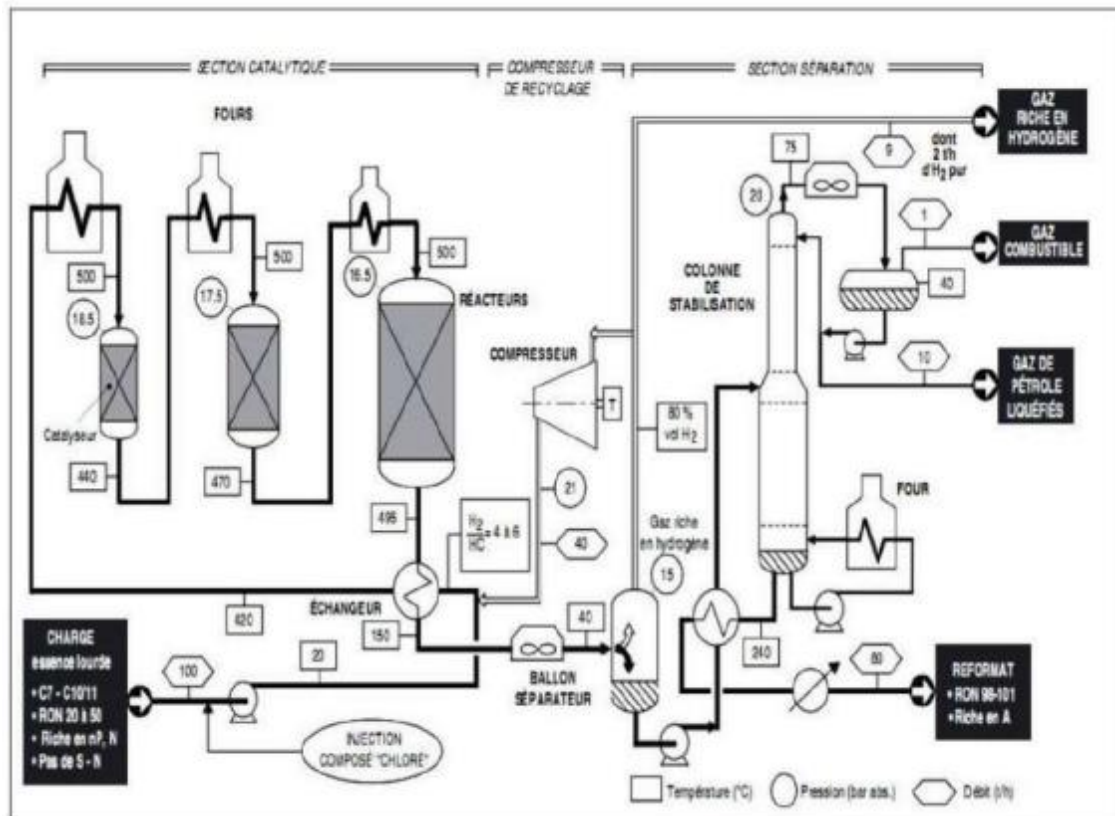 SECTION CATALYTIQUE
COMPRESSEUR
DE RECYCLAGE
SECTION SÉPARATION
FOURS
GAZ
RICHE EN
HYDROGÈNE
9
dont
2 t/h
d'H2 pur
75
20
1
GAZ
COMBUSTIBLE
500
500
500
16.5
17.5
18.5
RÉACTEURS
COLONNE
DE
STABILISATION
40
COMPRESSEUR
T
10
GAZ DE
PÉTROLE
LIQUÉFIÉS
80 %
vol H2
Catalyseur
440
470
495
21
H2
HC
= 4 à 6
40
Gaz riche
en hydrogène
15
FOUR
ÉCHANGEUR
420
150
40
240
CHARGE
essence lourde
• C7 - C10/11
• RON 20 à 50
• Riche en nP, N
• Pas de S - N
100
20
BALLON
SÉPARATEUR
80
REFORMAT
• RON 98-101
• Riche en A
INJECTION
COMPOSÉ "CHLORÉ"
Température (°C)
Pression (bar abs.)
Débit (t/h)